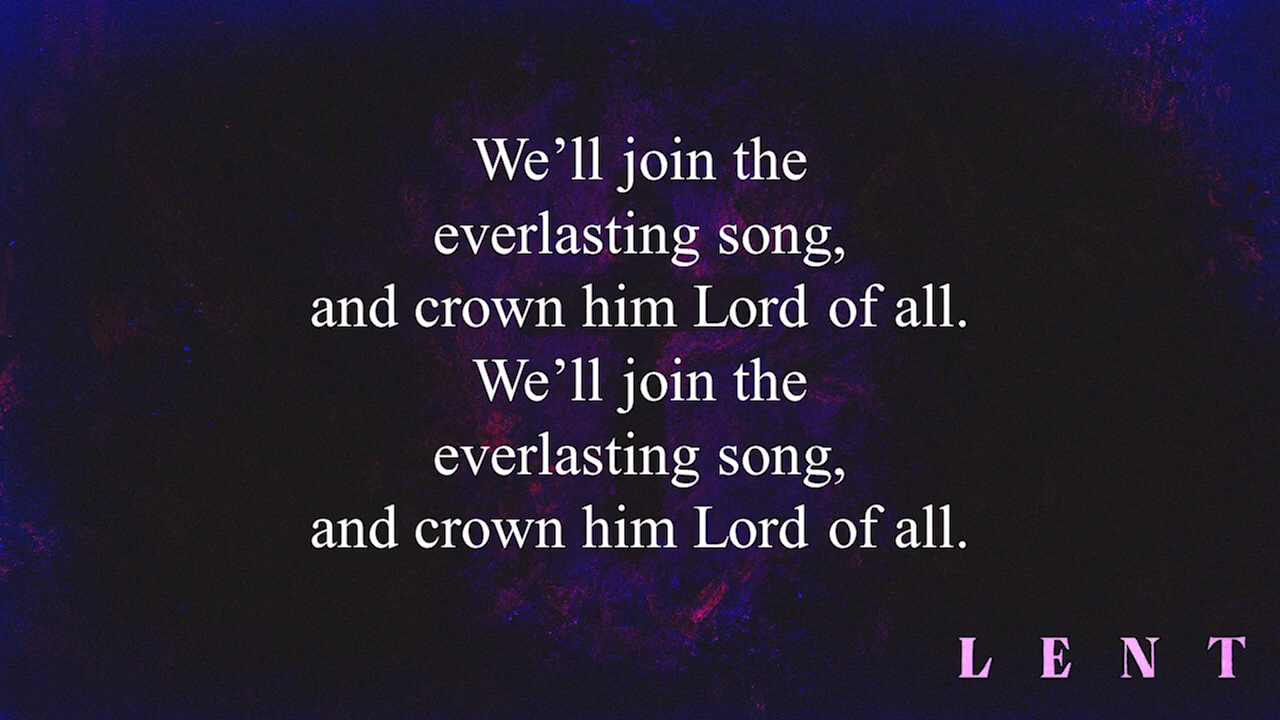 We’ll join the
everlasting song,
and crown him Lord of all.
We’ll join the
everlasting song,
and crown him Lord of all.
LENT